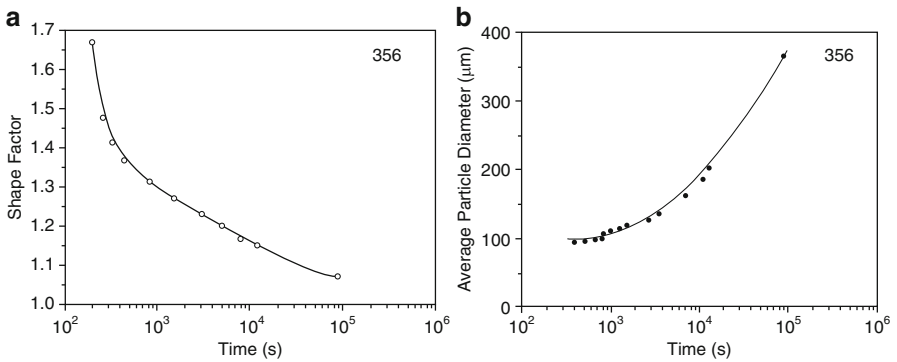 a
1.7
1.6
1.5
1.4
1.3
1.2
1.1
1.0
Shape Factor
356
10² 10³ 10⁴ 10⁵ 10⁶
Time (s)
b
400
300
200
100
0
Average Particle Diameter (μm)
356
10² 10³ 10⁴ 10⁵ 10⁶
Time (s)